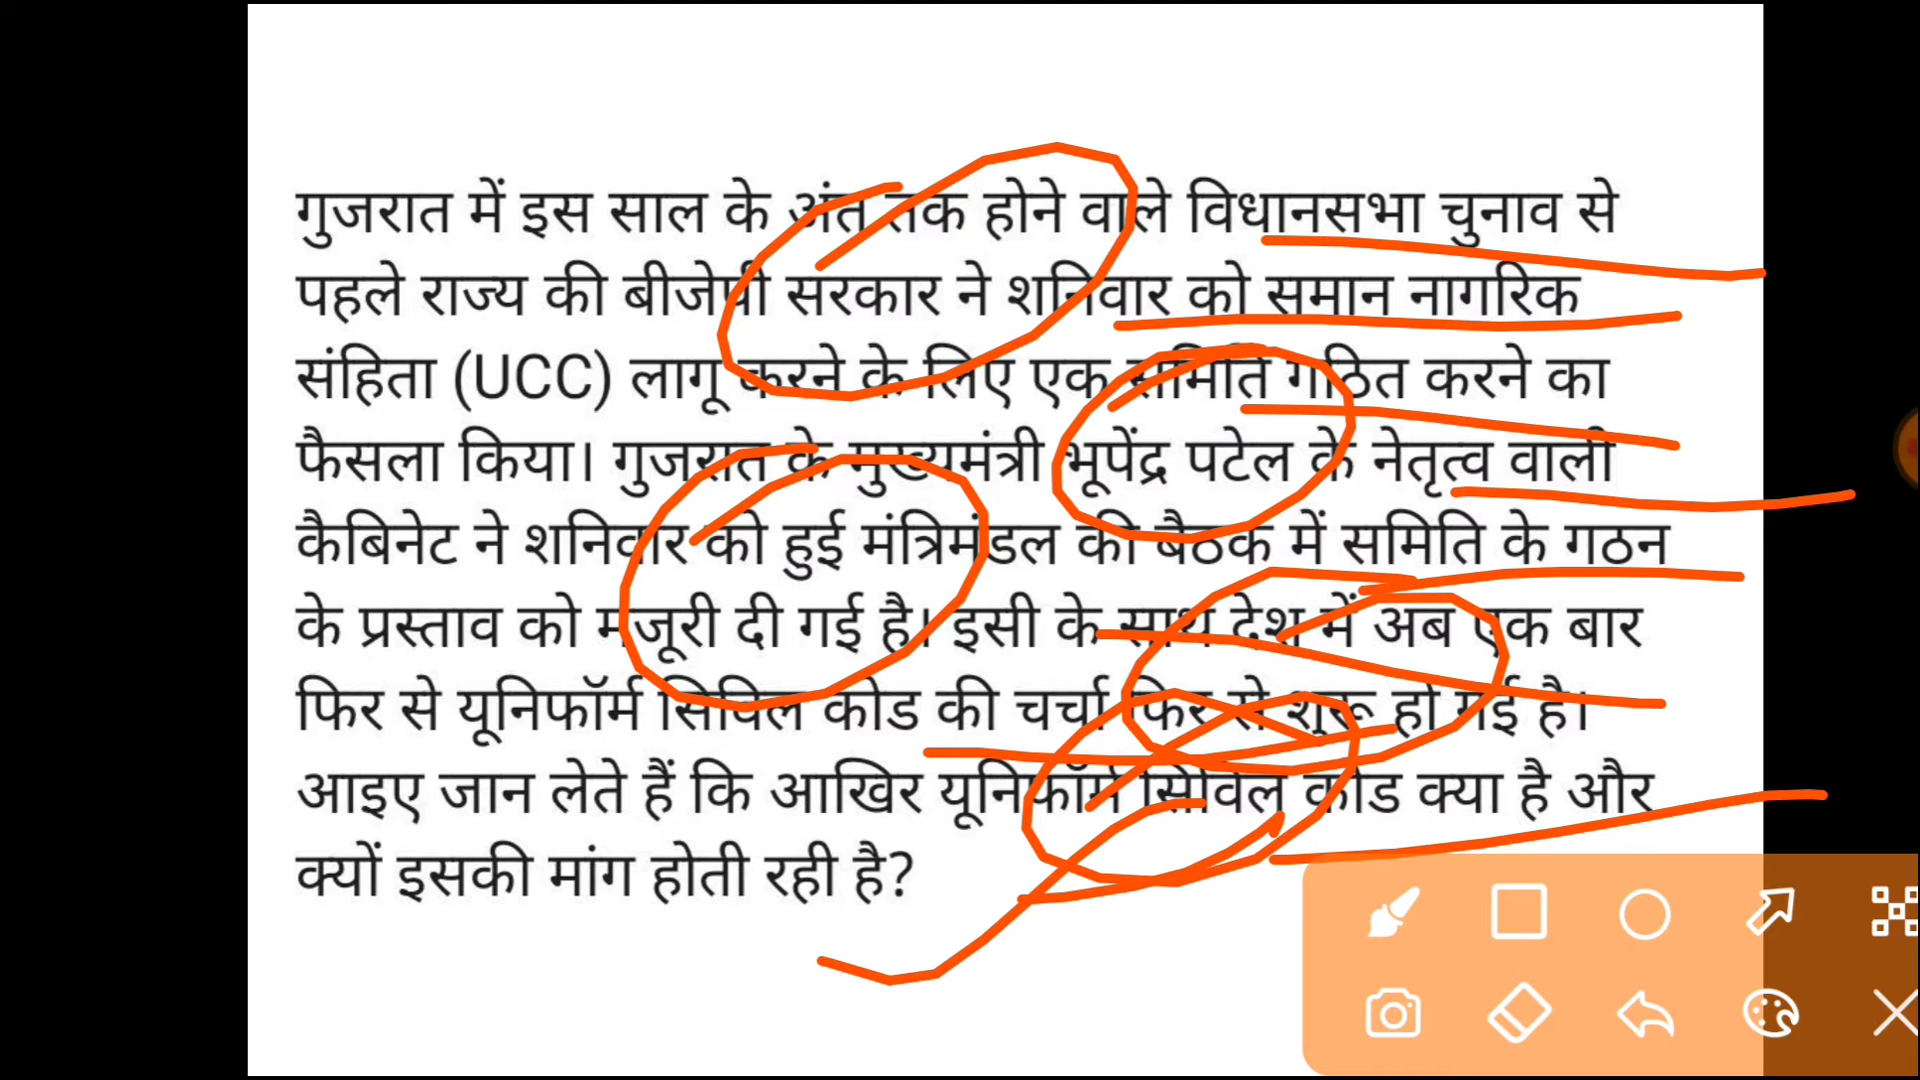 गुजरात में इस साल के अंत तक होने वाले विधानसभा चुनाव से
पहले राज्य की बीजेपी सरकार ने शनिवार को समान नागरिक
संहिता (UCC) लागू करने के लिए एक समिति गठित करने का
फैसला किया। गुजरात के मुख्यमंत्री भूपेंद्र पटेल के नेतृत्व वाली
कैबिनेट ने शनिवार को हुई मंत्रिमंडल की बैठक में समिति के गठन
के प्रस्ताव को मंजूरी दी गई है। इसी के साथ देश में अब एक बार
फिर से यूनिफॉर्म सिविल कोड की चर्चा फिर से शुरू हो गई है।
आइए जान लेते हैं कि आखिर यूनिफॉर्म सिविल कोड क्या है और
क्यों इसकी मांग होती रही है?